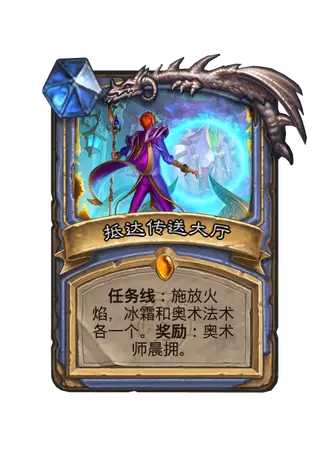 抵达传送大厅
任务线：施放火
焰，冰霜和奥术法术
各一个。奖励：奥术
师晨拥。